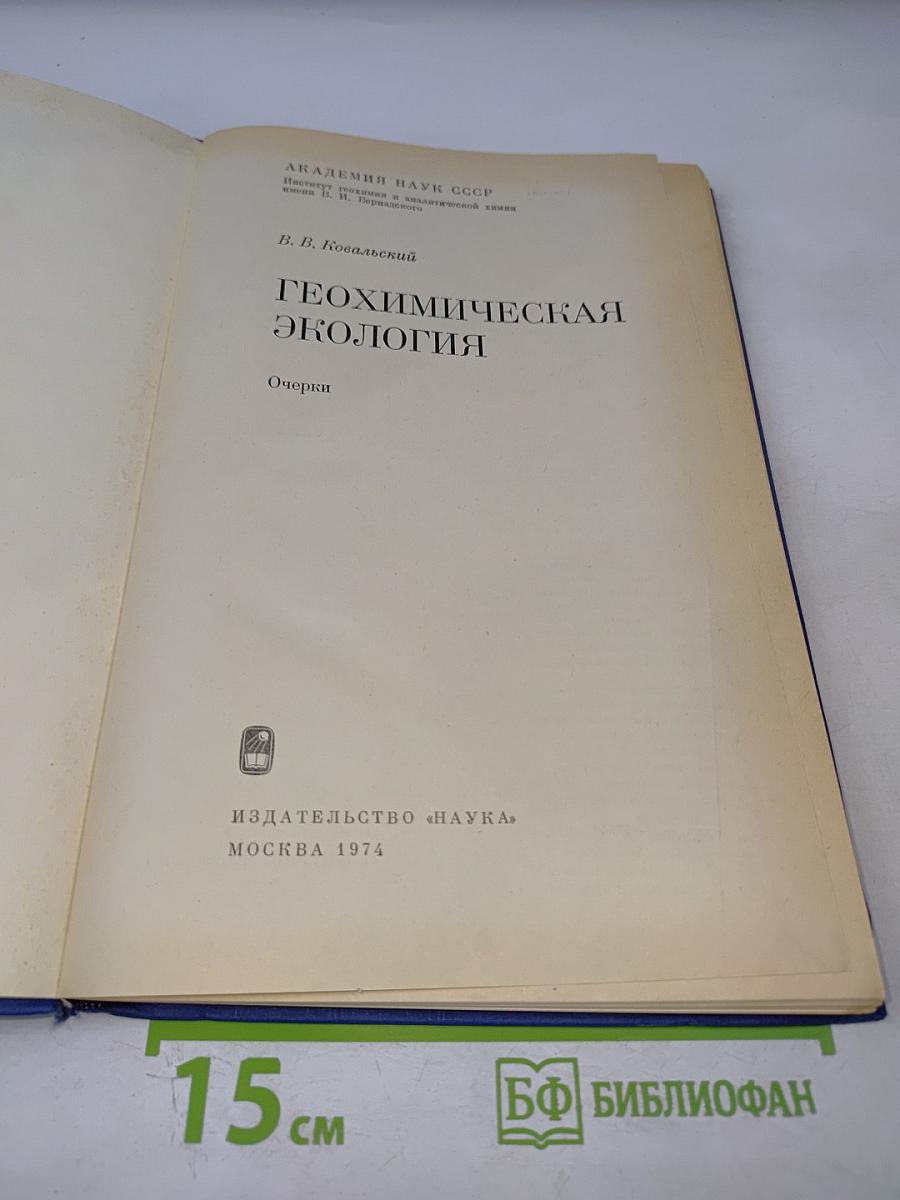 АКАДЕМИЯ НАУК СССР
Институт геохимии и аналитической химии
имени В. И. Вернадского
В. В. Ковальский
ГЕОХИМИЧЕСКАЯ
ЭКОЛОГИЯ
Очерки
ИЗДАТЕЛЬСТВО «НАУКА»
МОСКВА 1974
15 см
БФ БИБЛИОФАН